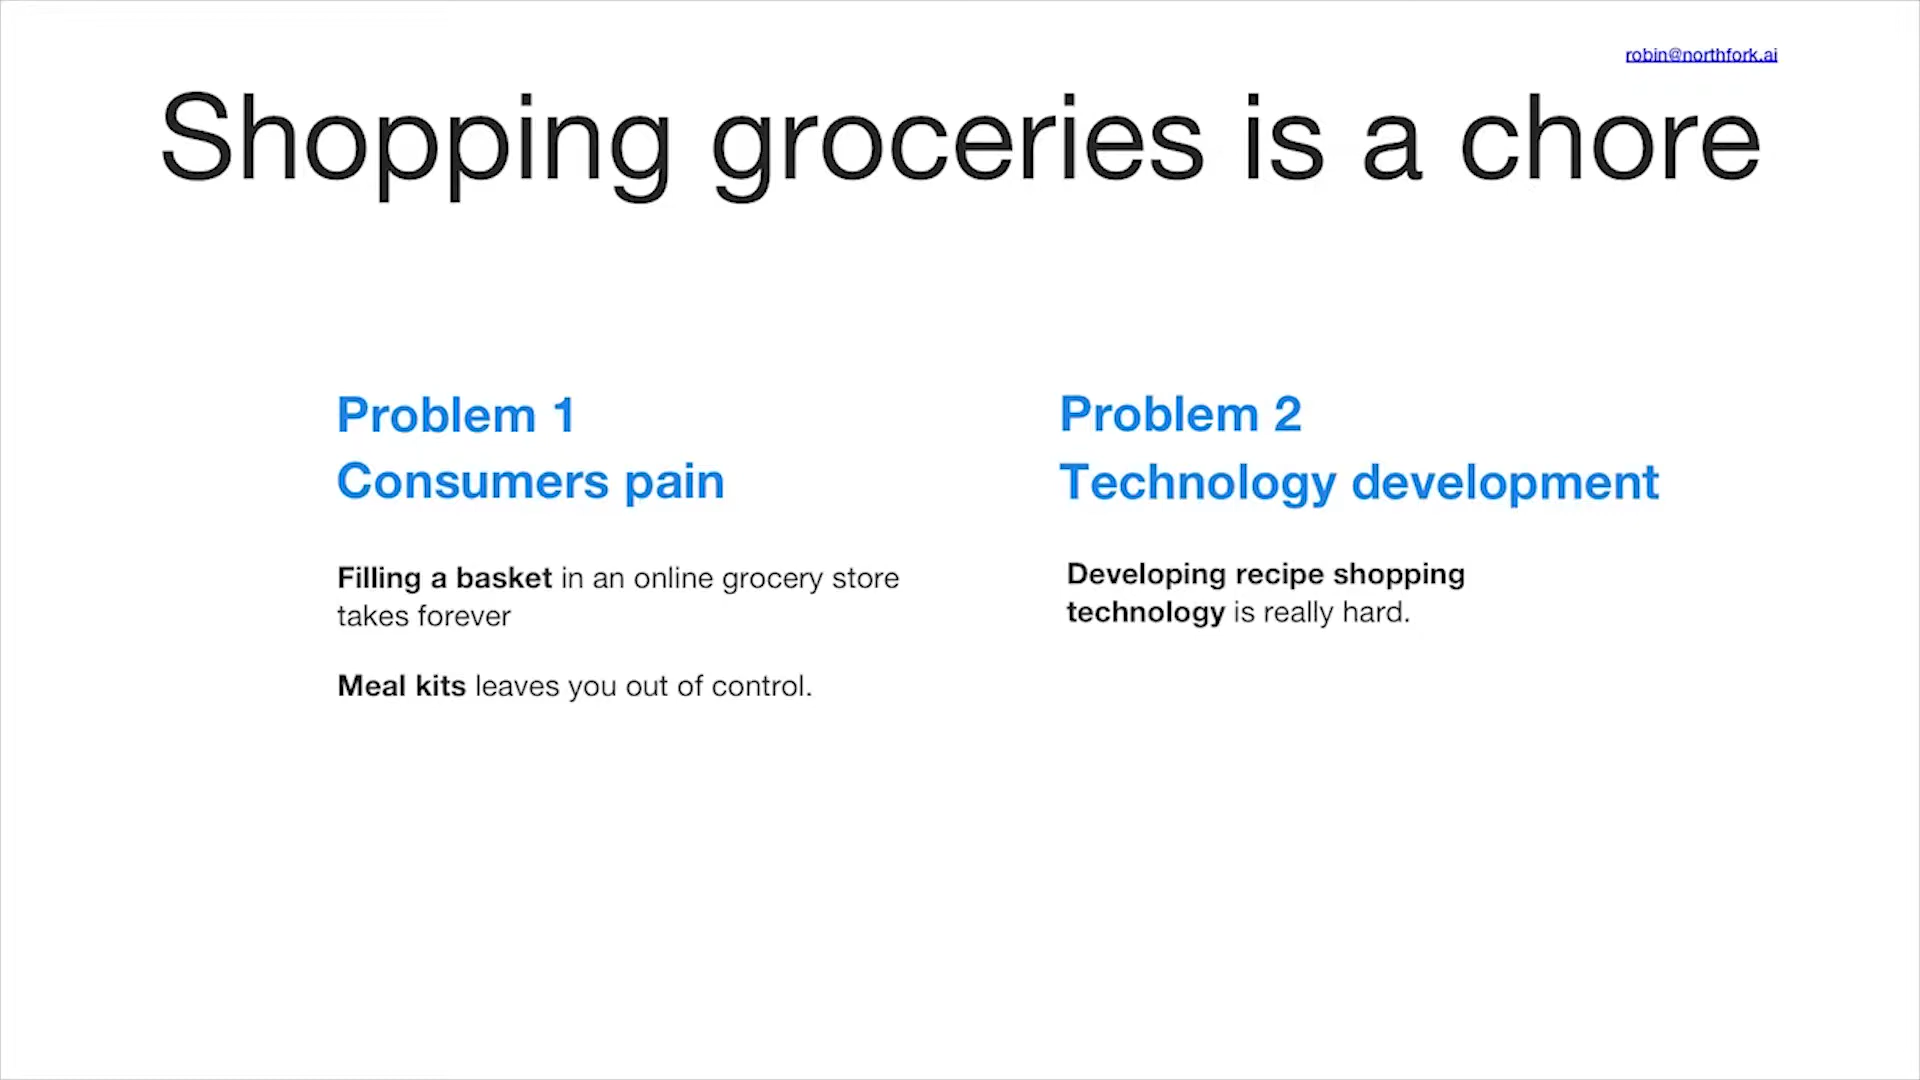 robin@northfork.ai
Shopping groceries is a chore
Problem 1
Consumers pain
Filling a basket in an online grocery store
takes forever
Meal kits leaves you out of control.
Problem 2
Technology development
Developing recipe shopping
technology is really hard.